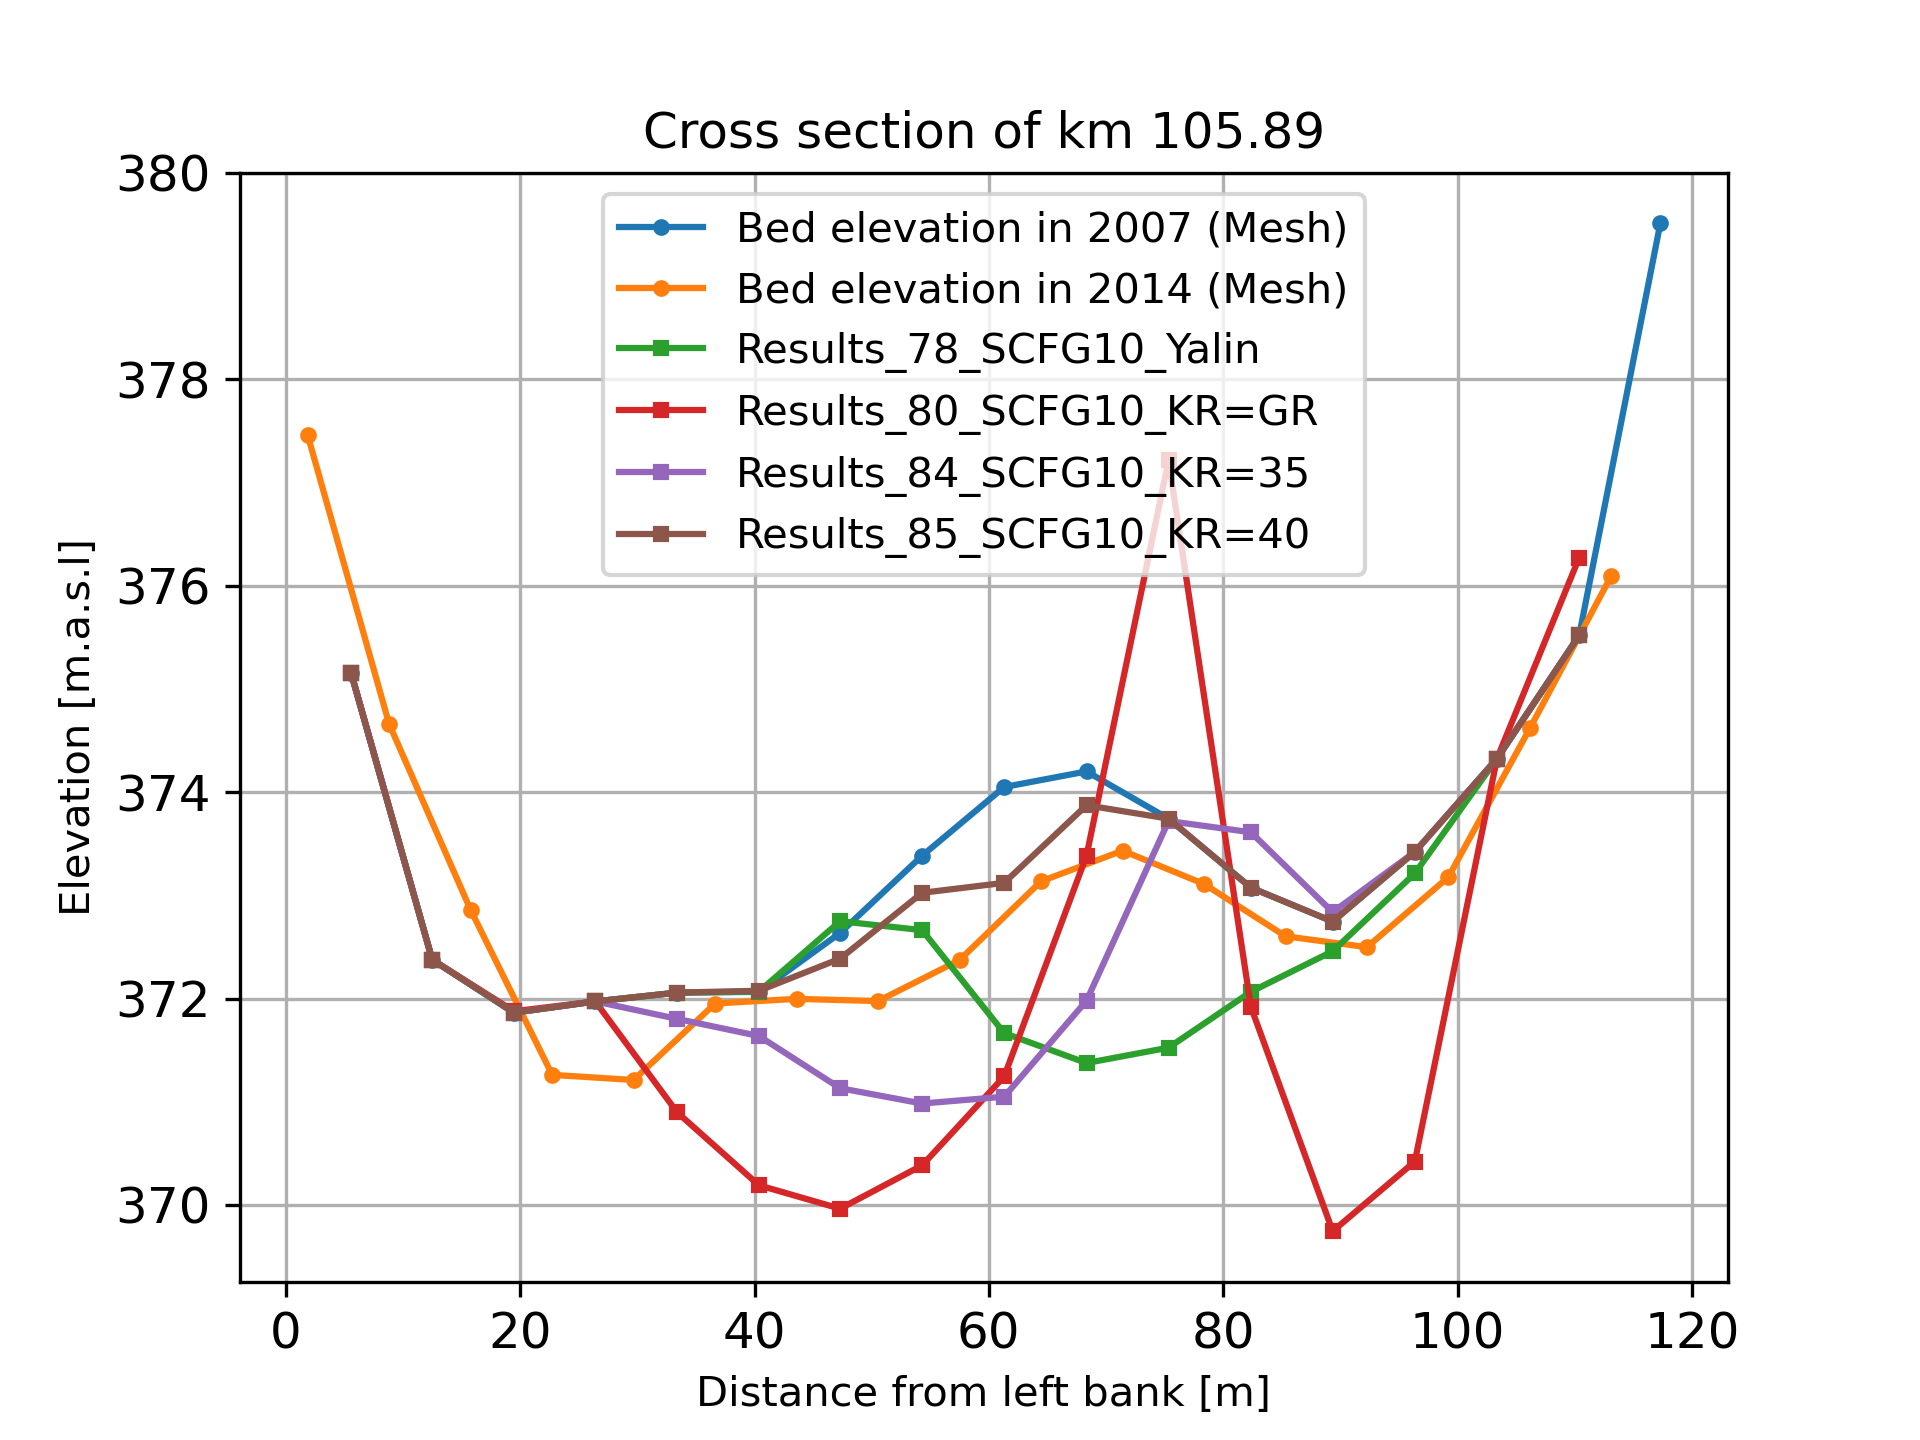 Cross section of km 105.89
380
378
376
374
372
370
Elevation [m.a.s.l]
Bed elevation in 2007 (Mesh)
Bed elevation in 2014 (Mesh)
Results_78_SCFG10_Yalin
Results_80_SCFG10_KR=GR
Results_84_SCFG10_KR=35
Results_85_SCFG10_KR=40
0 20 40 60 80 100 120
Distance from left bank [m]